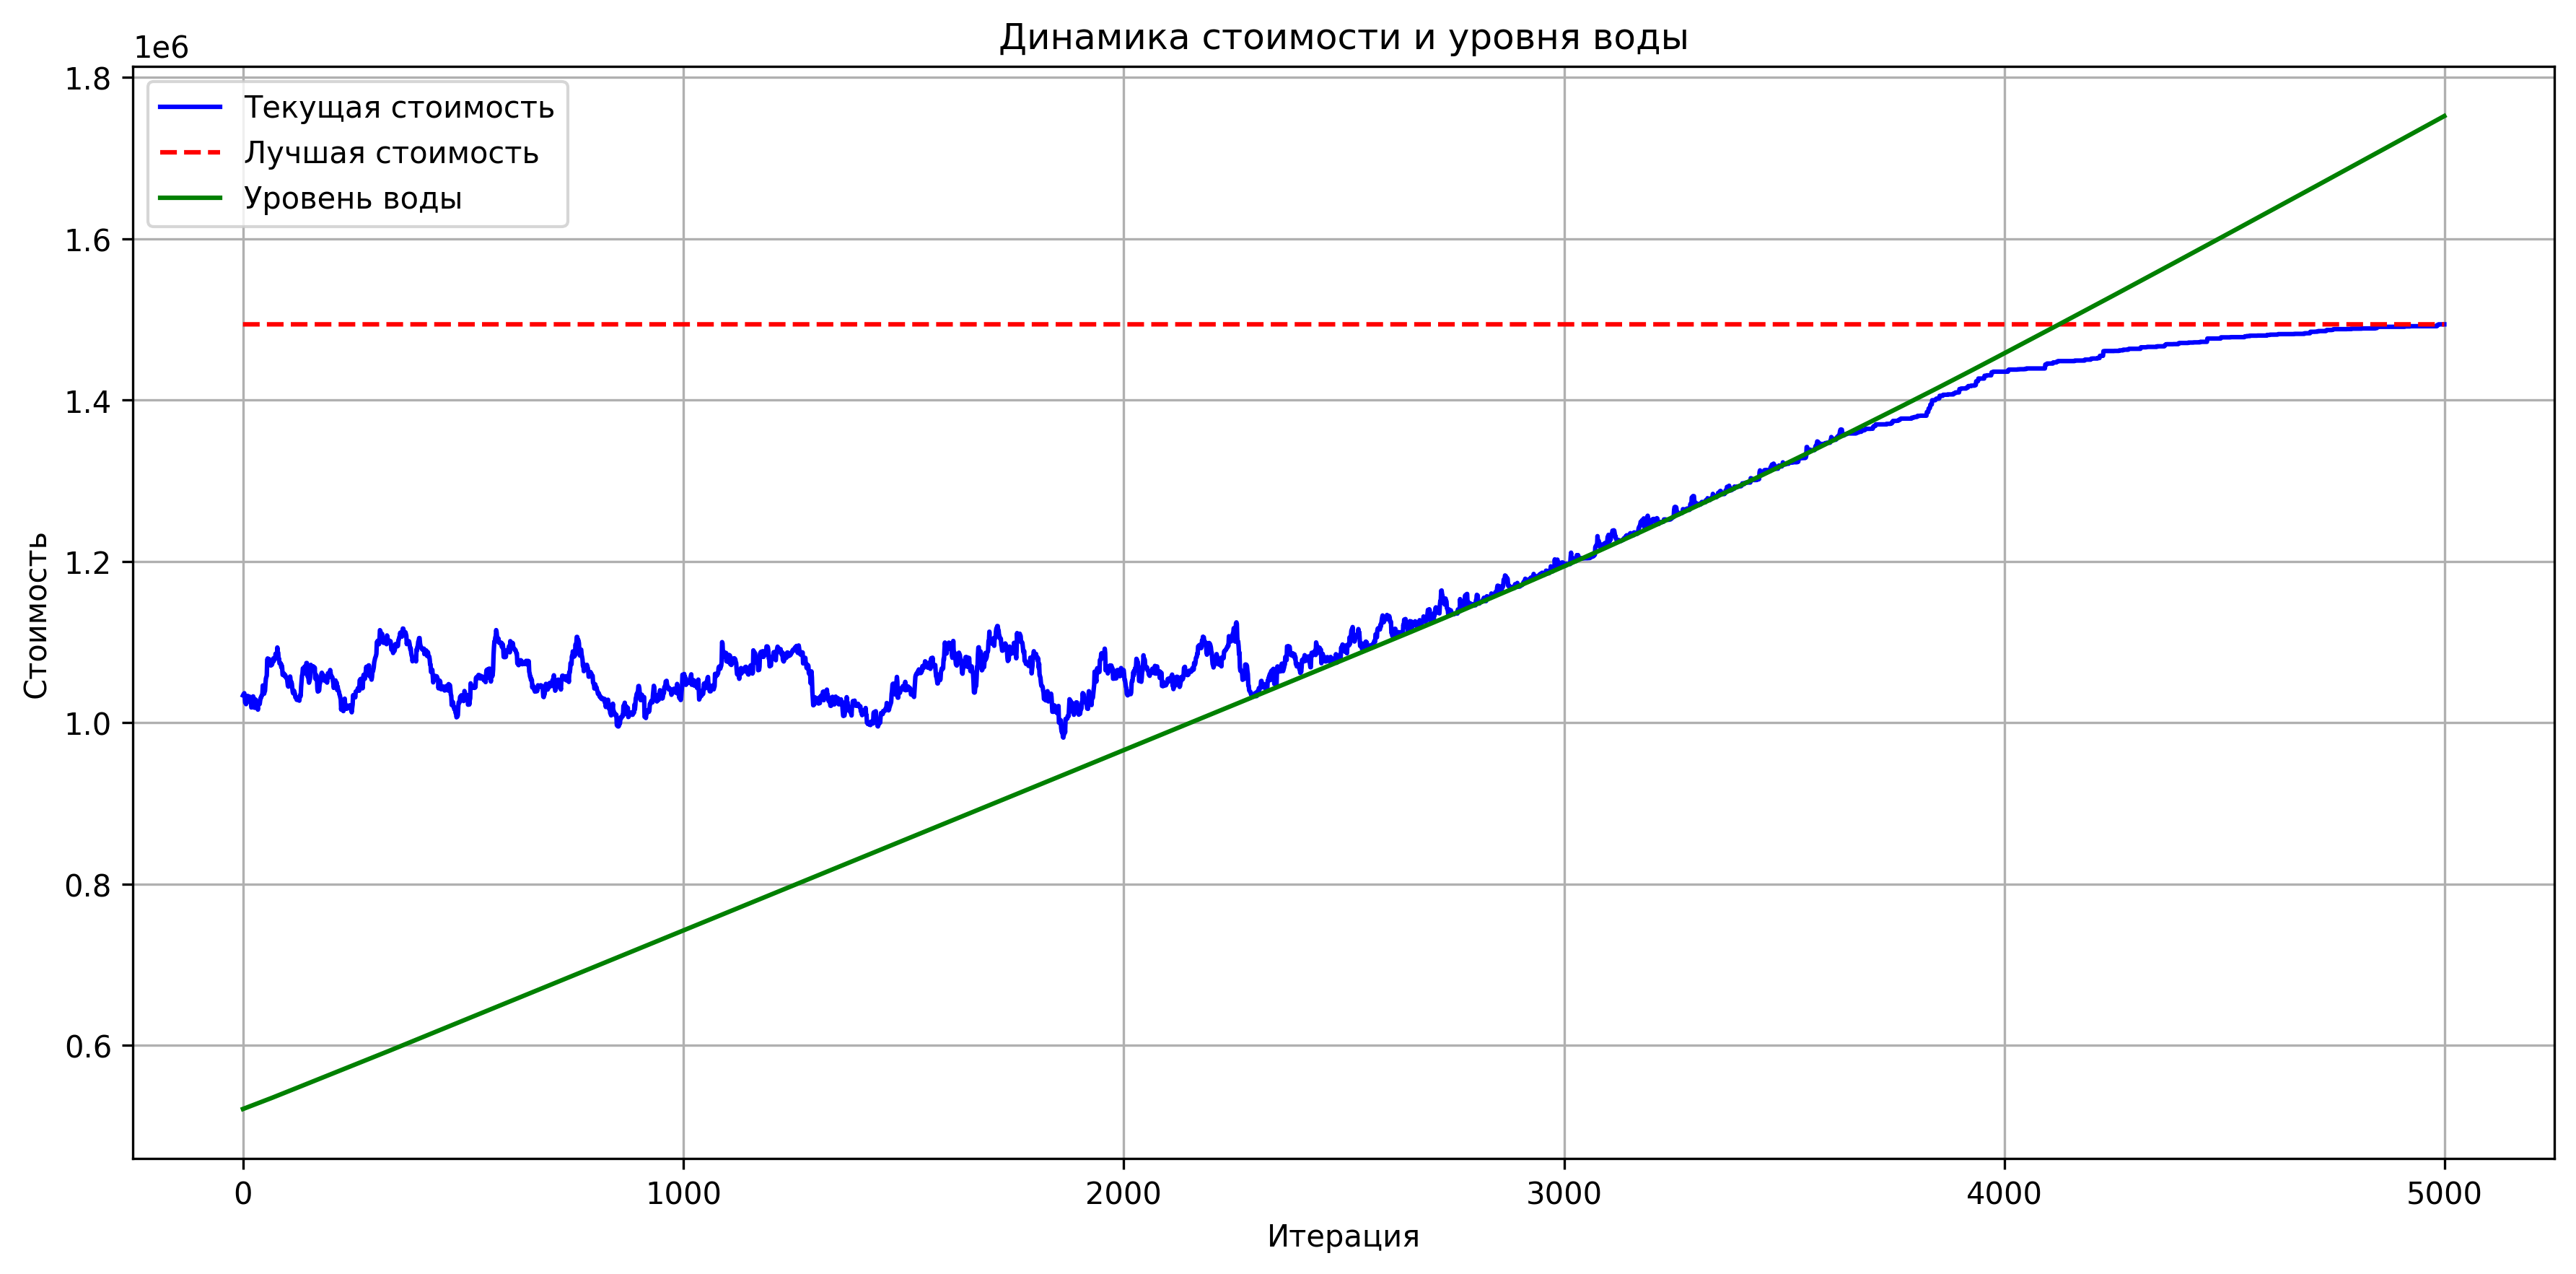 Динамика стоимости и уровня воды
1e6
1.8
1.6
1.4
1.2
1.0
0.8
0.6
Стоимость
Текущая стоимость
Лучшая стоимость
Уровень воды
0 1000 2000 3000 4000 5000
Итерация